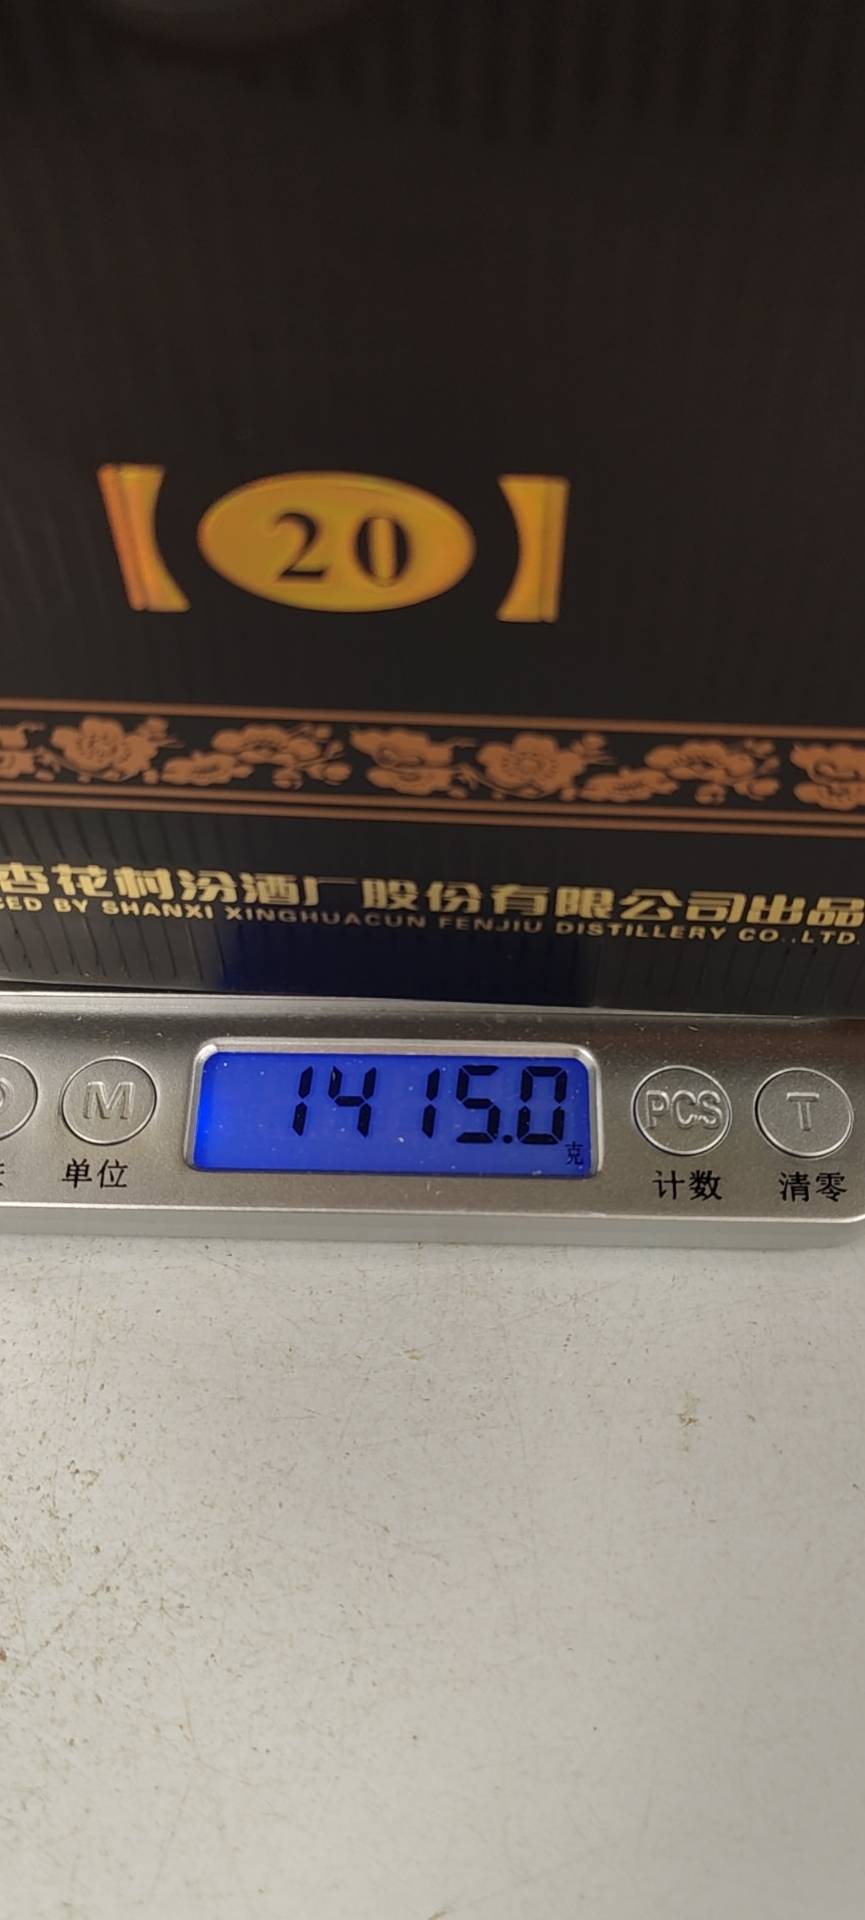 【20】
杏花村汾酒厂股份有限公司出品
CED BY SHANXI XINGHUACUN FENJIU DISTILLERY CO.,LTD.
1415.0
克
M
PCS
T
单位
计数
清零